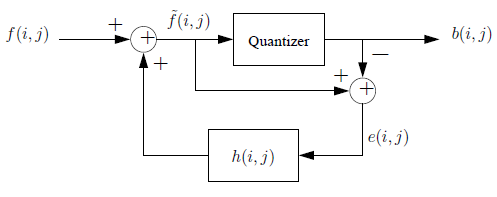 f(i, j)
+
+
+
f̃(i, j)
Quantizer
−
b(i, j)
+
+
e(i, j)
h(i, j)